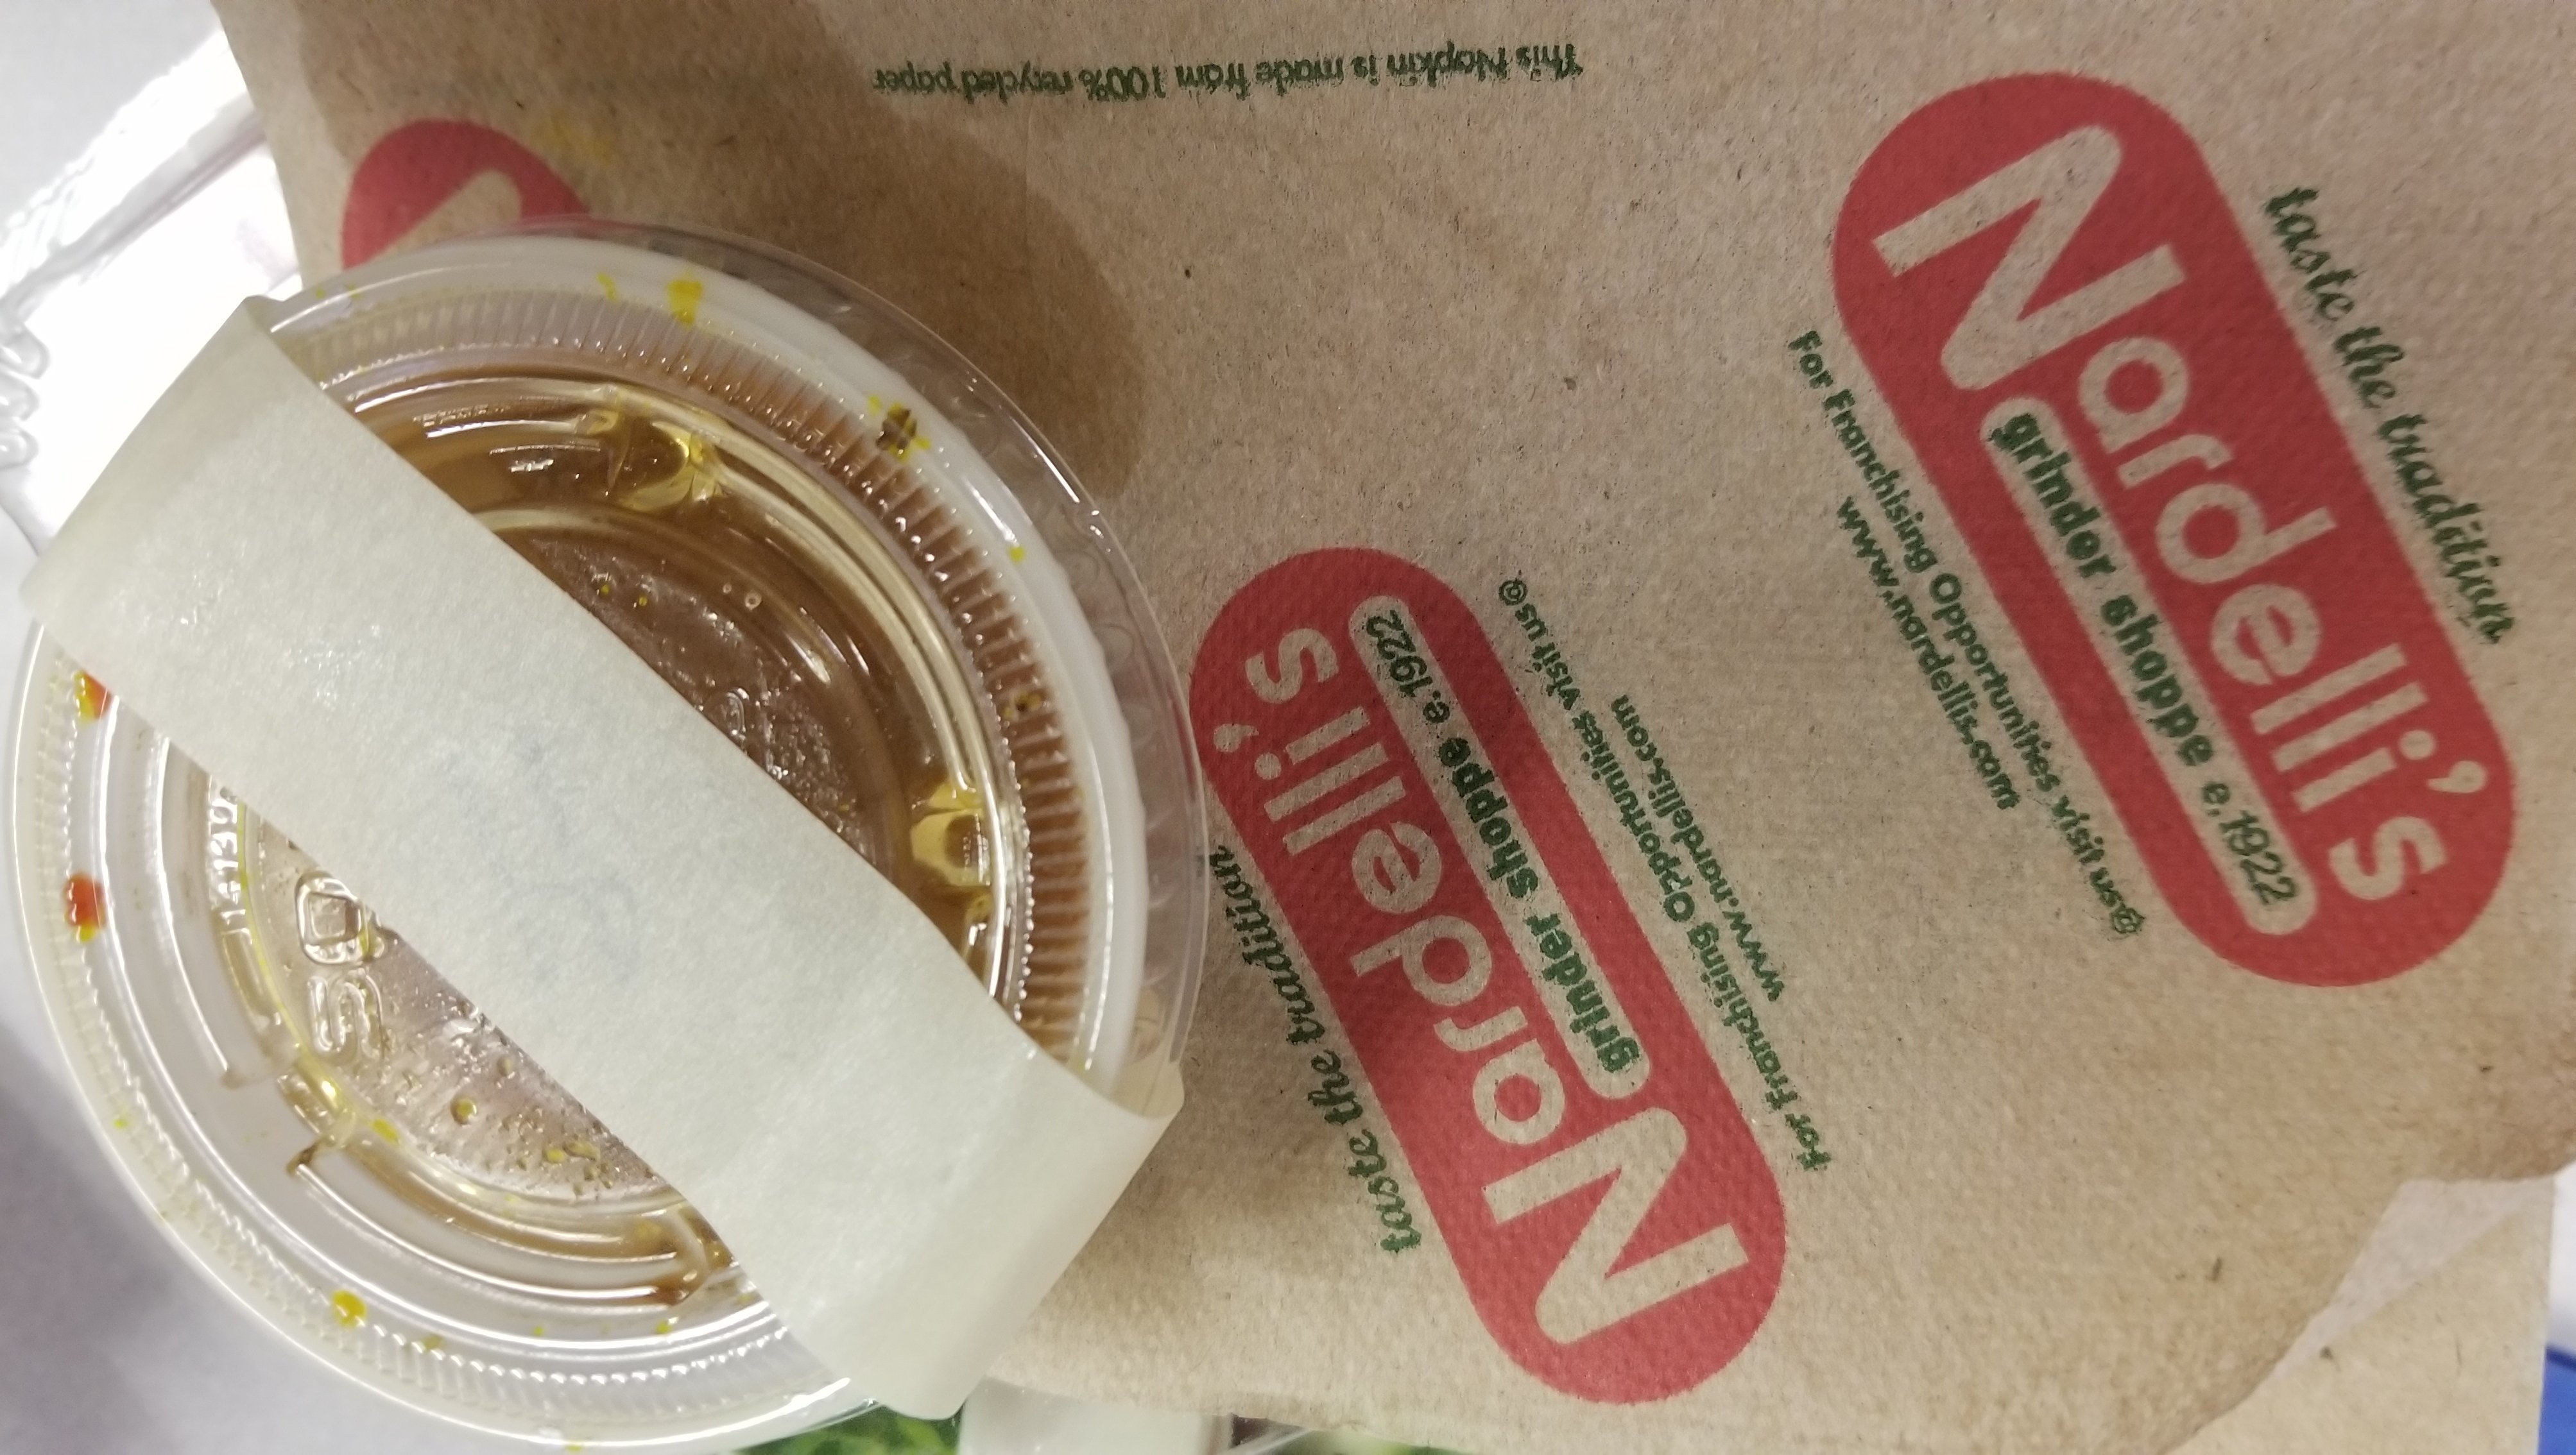 This Napkin is made from 100% recycled paper
taste the tradition
Nardelli's
grinder shoppe e.1922
For Franchising Opportunities visit us@
www.nardellis.com
taste the tradition
Nardelli's
grinder shoppe e.1922
For Franchising Opportunities visit us@
www.nardellis.com